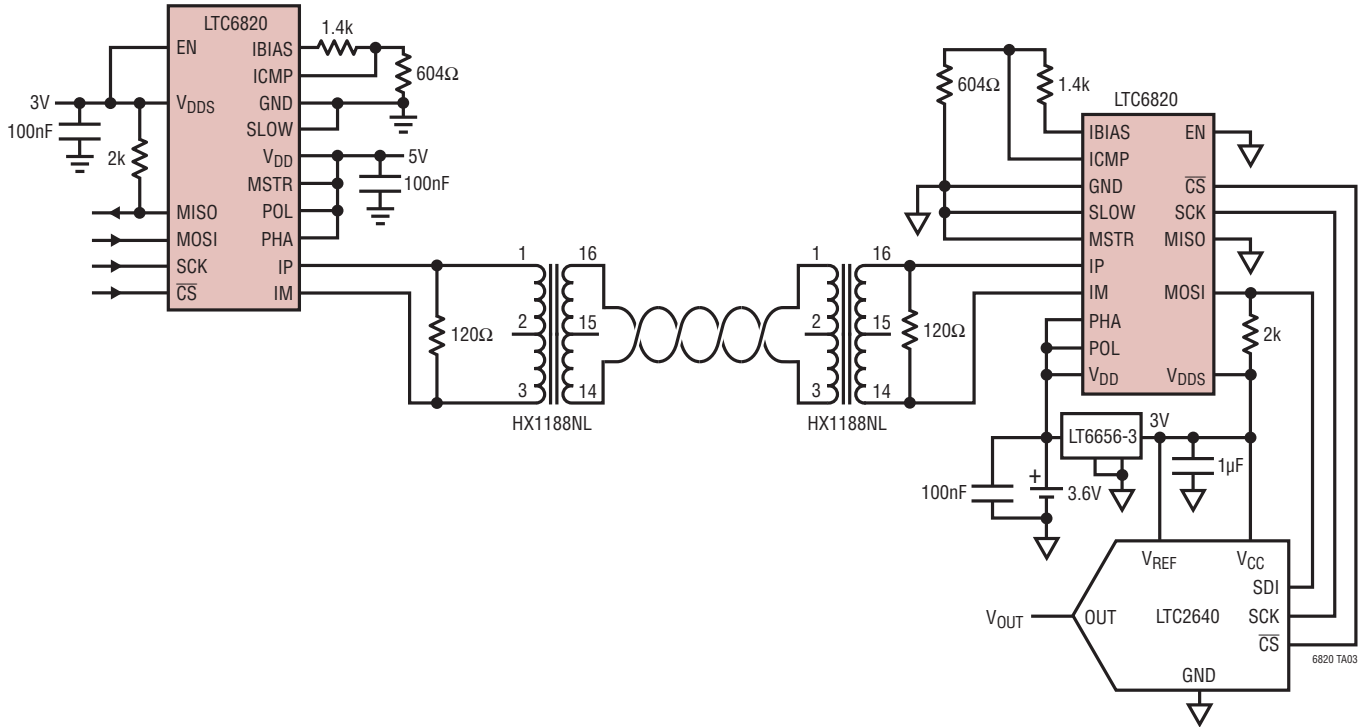 LTC6820
EN
VDDS
MISO
MOSI
SCK
CS
IBIAS
ICMP
GND
SLOW
VDD
MSTR
POL
PHA
IP
IM
3V
100nF
2k
1.4k
604Ω
5V
100nF
120Ω
1
2
3
16
15
14
HX1188NL
1
2
3
16
15
14
HX1188NL
120Ω
604Ω
1.4k
LTC6820
IBIAS
ICMP
GND
SLOW
MSTR
IP
IM
PHA
POL
VDD
EN
CS
SCK
MISO
MOSI
VDDS
2k
LT6656-3
3V
1µF
100nF
+
3.6V
VREF
VCC
SDI
SCK
CS
VOUT
OUT
LTC2640
GND
6820 TA03